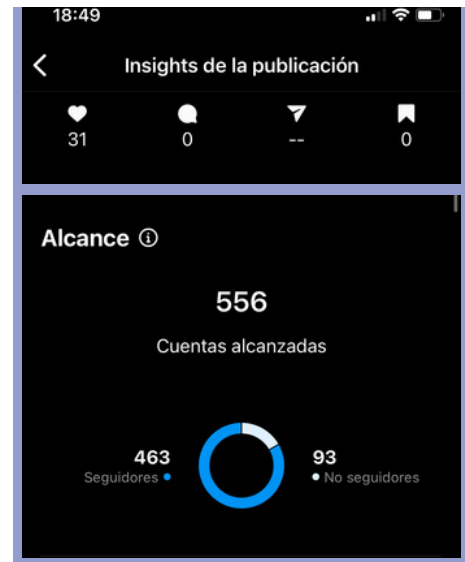 18:49
Insights de la publicación
31 0 -- 0
Alcance
556
Cuentas alcanzadas
463 93
Seguidores No seguidores